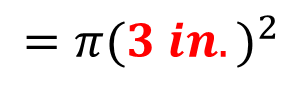 = π(3 in.)²